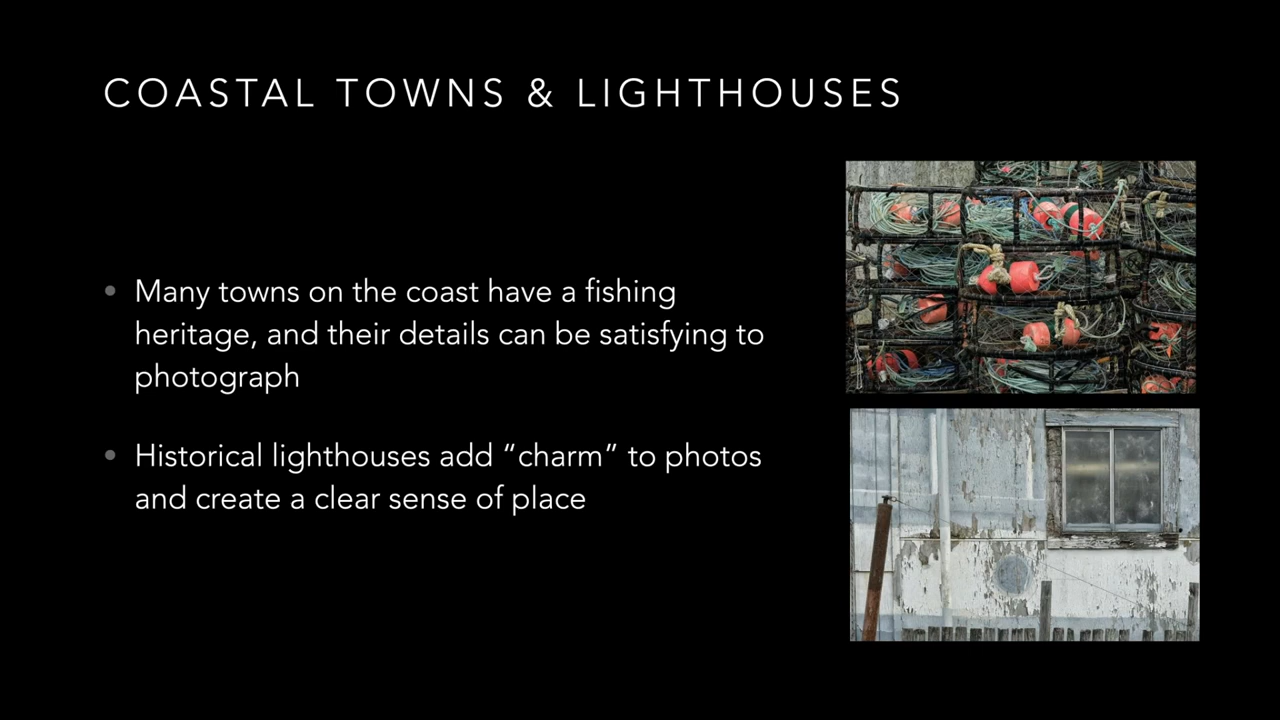 COASTAL TOWNS & LIGHTHOUSES
• Many towns on the coast have a fishing
heritage, and their details can be satisfying to
photograph
• Historical lighthouses add “charm” to photos
and create a clear sense of place